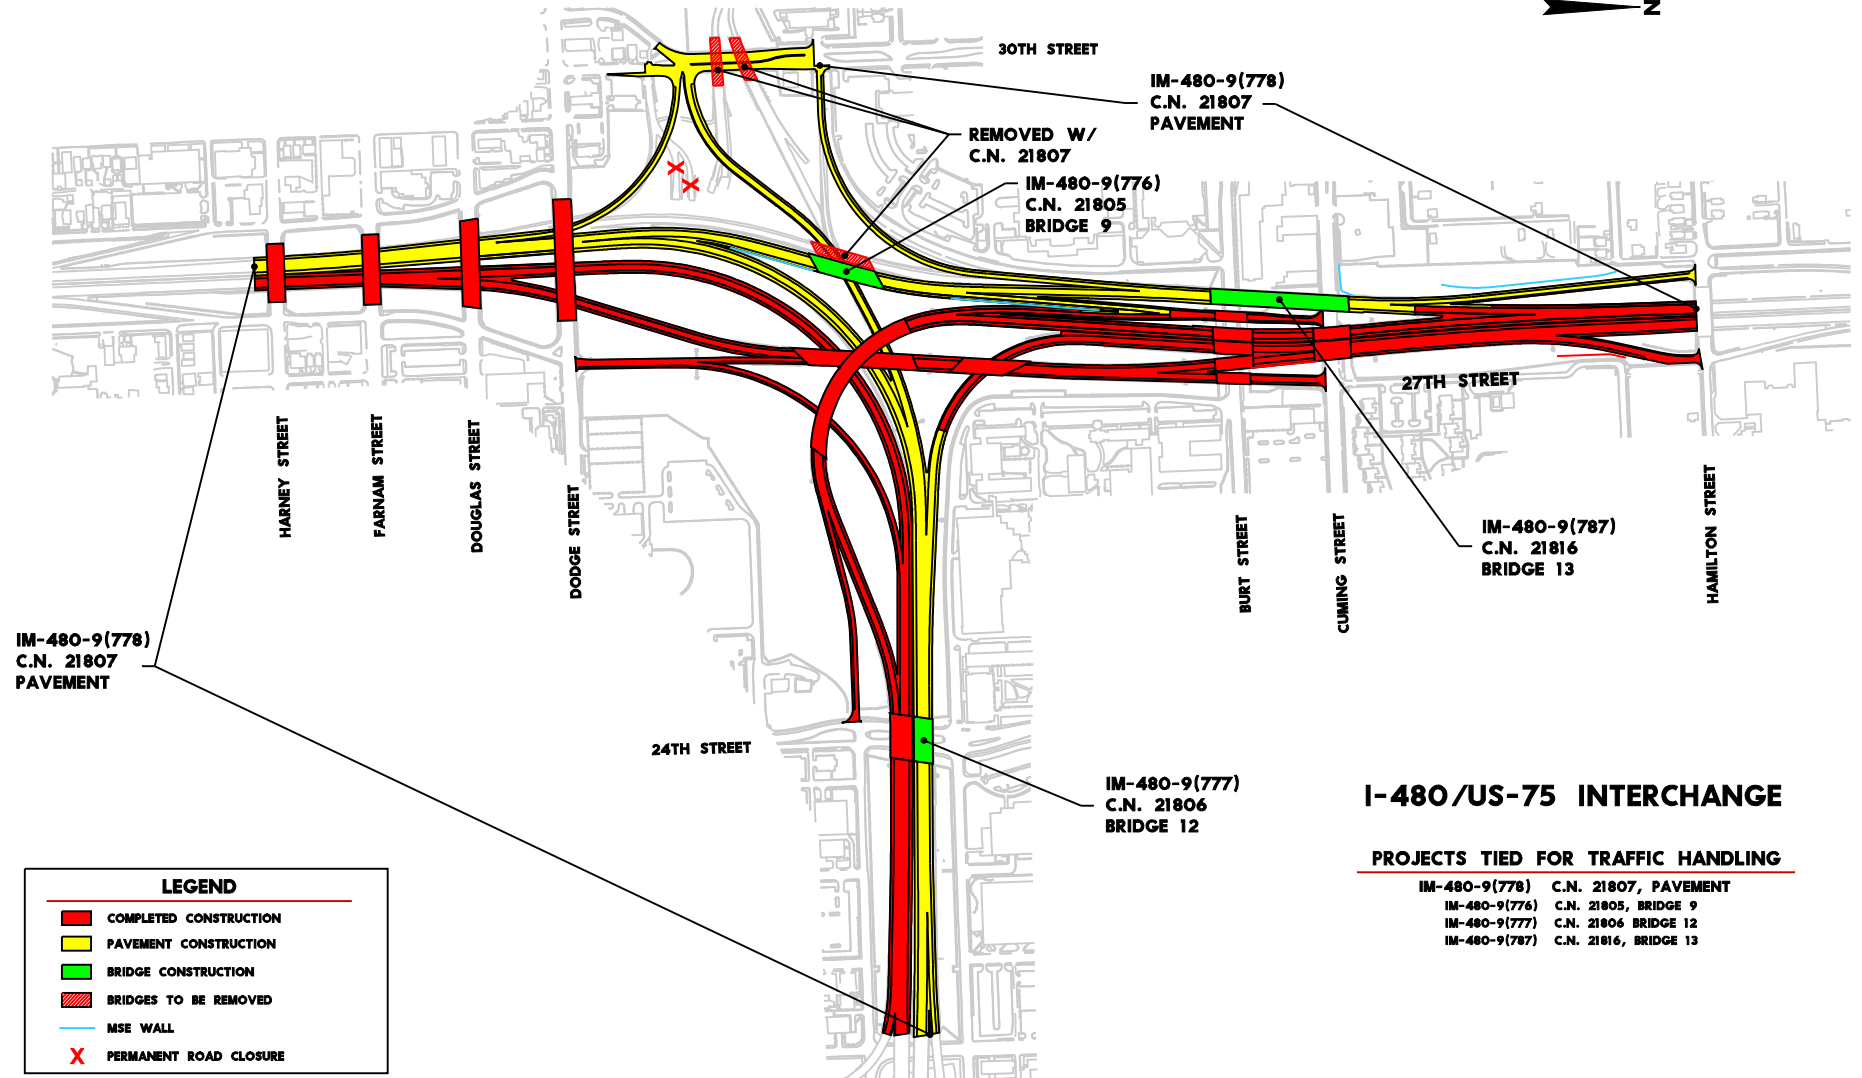 N
30TH STREET
IM-480-9(778)
C.N. 21807
PAVEMENT
REMOVED W/
C.N. 21807
IM-480-9(776)
C.N. 21805
BRIDGE 9
X
X
27TH STREET
HARNEY STREET
FARNAM STREET
DOUGLAS STREET
DODGE STREET
BURT STREET
CUMING STREET
HAMILTON STREET
IM-480-9(787)
C.N. 21816
BRIDGE 13
IM-480-9(778)
C.N. 21807
PAVEMENT
24TH STREET
IM-480-9(777)
C.N. 21806
BRIDGE 12
I-480/US-75 INTERCHANGE
PROJECTS TIED FOR TRAFFIC HANDLING
IM-480-9(778) C.N. 21807, PAVEMENT
IM-480-9(776) C.N. 21805, BRIDGE 9
IM-480-9(777) C.N. 21806 BRIDGE 12
IM-480-9(787) C.N. 21816, BRIDGE 13
LEGEND
COMPLETED CONSTRUCTION
PAVEMENT CONSTRUCTION
BRIDGE CONSTRUCTION
BRIDGES TO BE REMOVED
MSE WALL
X PERMANENT ROAD CLOSURE